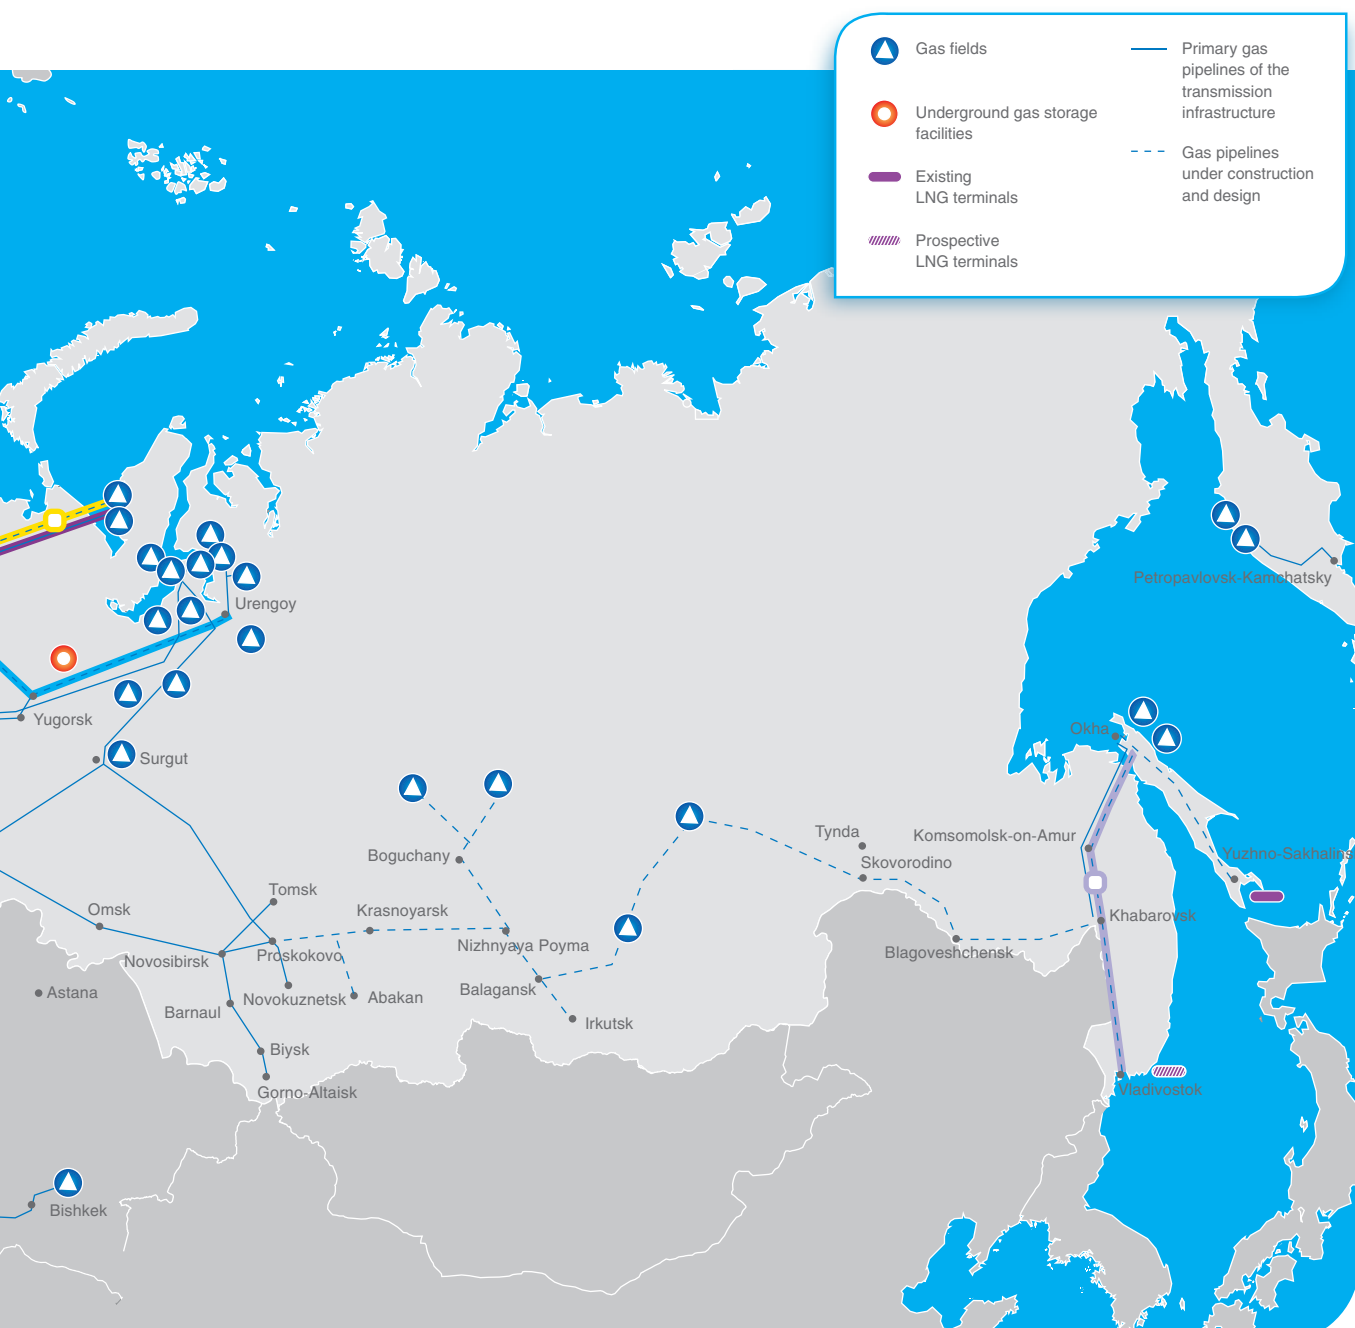 Gas fields
Underground gas storage
facilities
Existing
LNG terminals
Prospective
LNG terminals
Primary gas
pipelines of the
transmission
infrastructure
Gas pipelines
under construction
and design
Petropavlovsk-Kamchatsky
Urengoy
Yugorsk
Surgut
Okha
Tynda
Komsomolsk-on-Amur
Skovorodino
Boguchany
Yuzhno-Sakhalins
Tomsk
Omsk
Krasnoyarsk
Khabarovsk
Nizhnyaya Poyma
Proskokovo
Novosibirsk
Blagoveshchensk
Astana
Novokuznetsk
Abakan
Balagansk
Barnaul
Irkutsk
Biysk
Gorno-Altaisk
Vladivostok
Bishkek